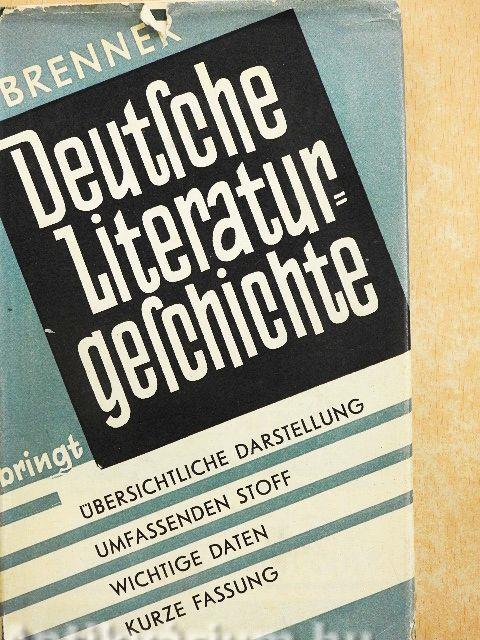 BRENNER
Deutſche
Literatur=
geſchichte
bringt
ÜBERSICHTLICHE DARSTELLUNG
UMFASSENDEN STOFF
WICHTIGE DATEN
KURZE FASSUNG